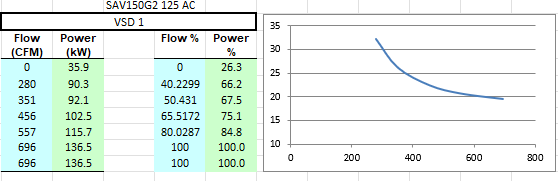 SAV150G2 125 AC
VSD 1
Flow (CFM) Power (kW) Flow % Power %
0 35.9 0 26.3
280 90.3 40.2299 66.2
351 92.1 50.431 67.5
456 102.5 65.5172 75.1
557 115.7 80.0287 84.8
696 136.5 100 100.0
696 136.5 100 100.0
35
30
25
20
15
10
0 200 400 600 800